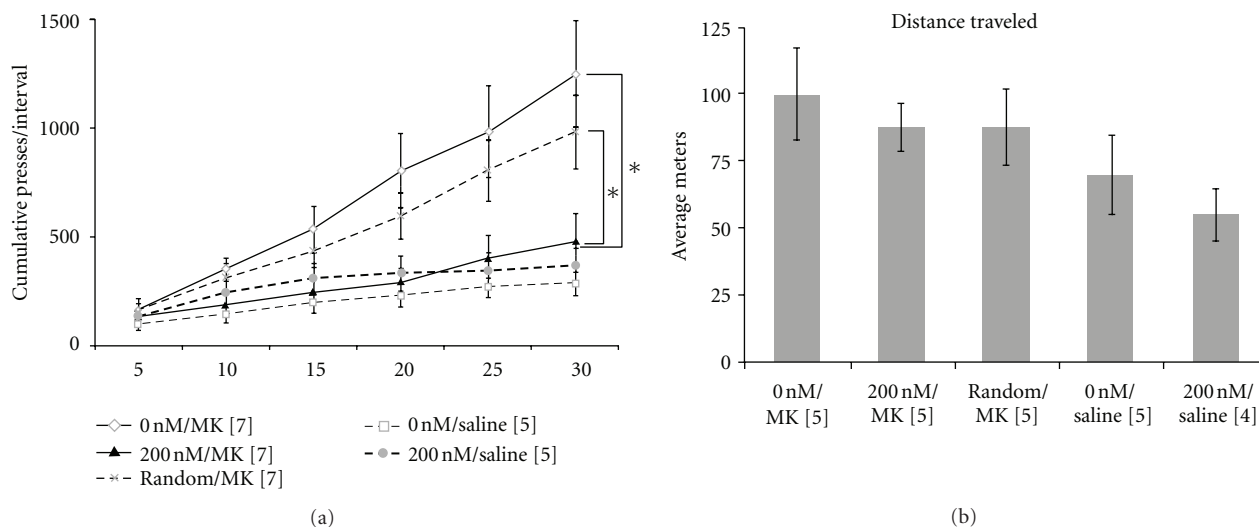 1500
1000
500
0
Cumulative presses/interval
5 10 15 20 25 30
*
*
0 nM/MK [7]
200 nM/MK [7]
Random/MK [7]
0 nM/saline [5]
200 nM/saline [5]
(a)
Distance traveled
125
100
75
50
25
0
Average meters
0 nM/ 200 nM/ Random/ 0 nM/ 200 nM/
MK [5] MK [5] MK [5] saline [5] saline [4]
(b)